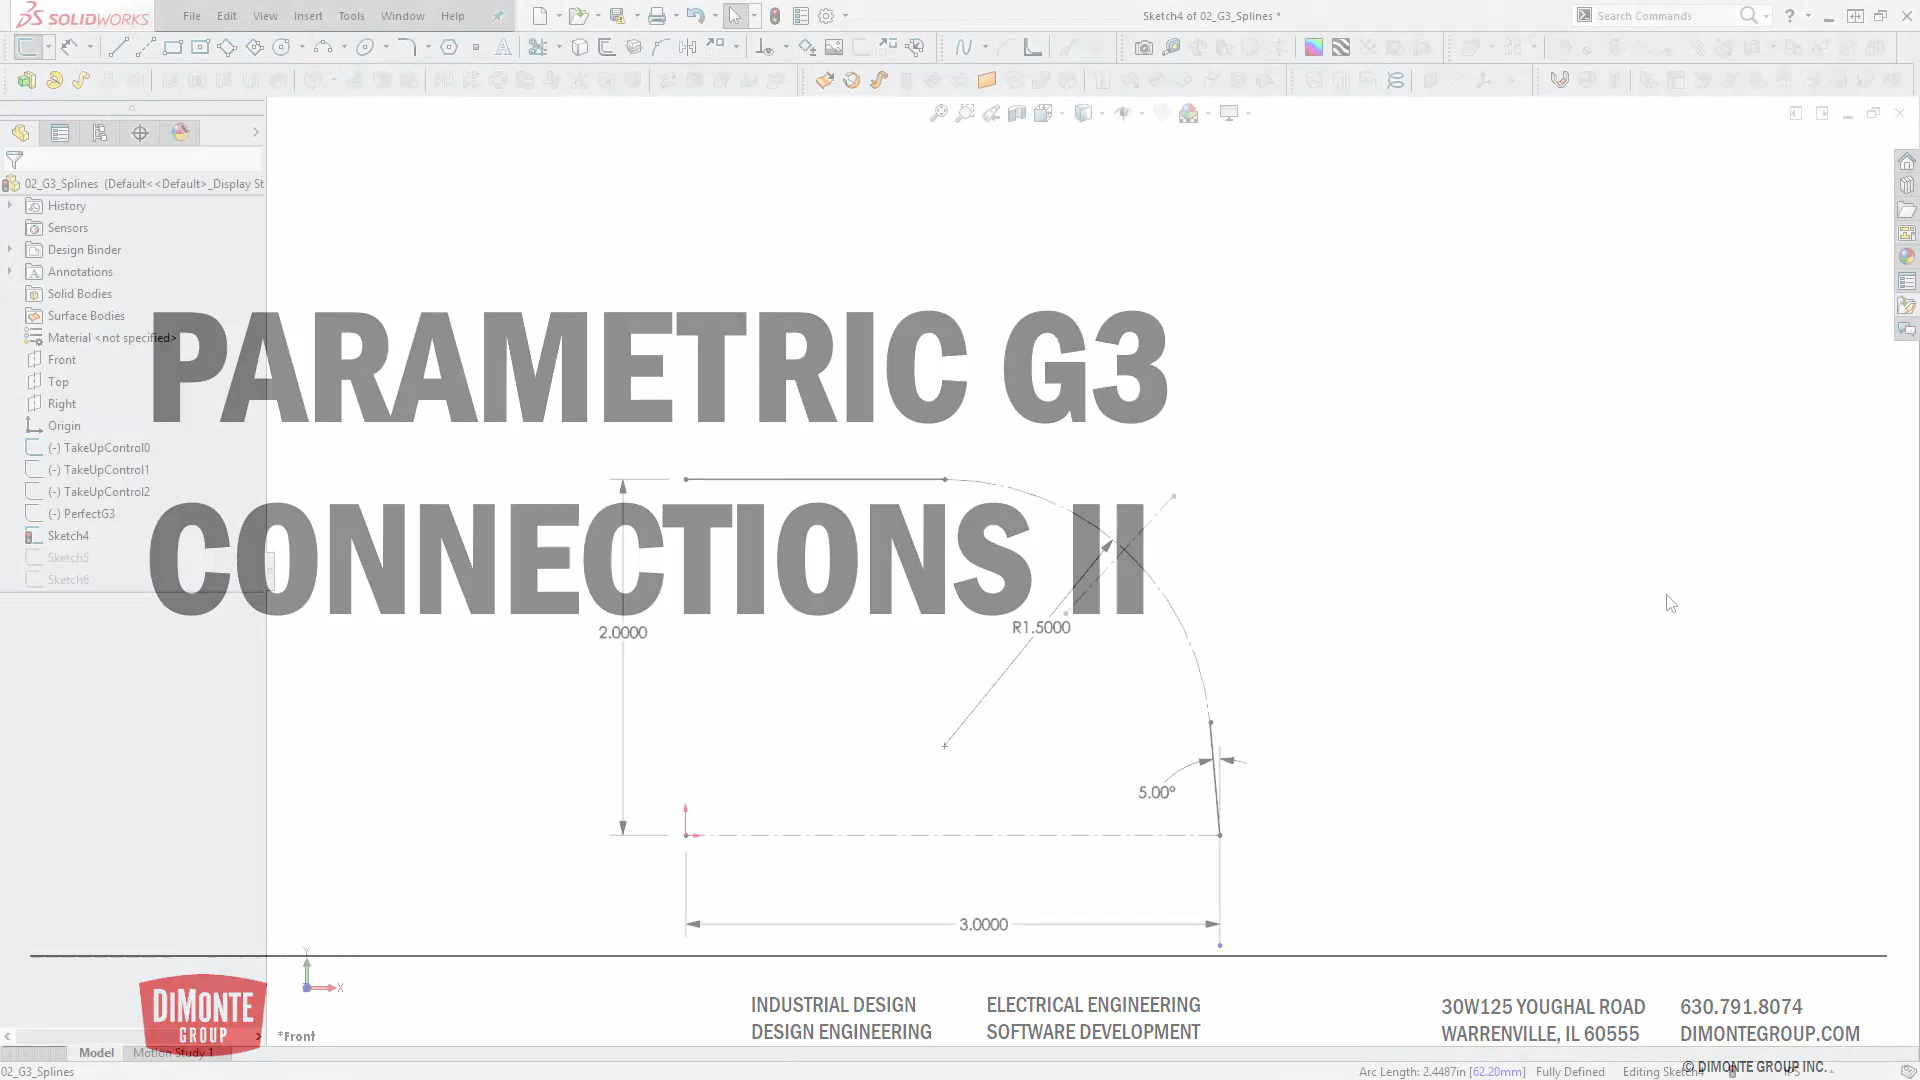 SOLIDWORKS
File Edit View Insert Tools Window Help
Sketch4 of 02_G3_Splines *
Search Commands
02_G3_Splines (Default<<Default>_Display St
History
Sensors
Design Binder
Annotations
Solid Bodies
Surface Bodies
Material <not specified>
Front
Top
Right
Origin
(-) TakeUpControl0
(-) TakeUpControl1
(-) TakeUpControl2
(-) PerfectG3
Sketch4
Sketch5
Sketch6
PARAMETRIC G3
CONNECTIONS II
2.0000
R1.5000
5.00°
3.0000
Y
X
*Front
DIMONTE
GROUP
INDUSTRIAL DESIGN
DESIGN ENGINEERING
ELECTRICAL ENGINEERING
SOFTWARE DEVELOPMENT
30W125 YOUGHAL ROAD
WARRENVILLE, IL 60555
630.791.8074
DIMONTEGROUP.COM
© DIMONTE GROUP INC.
Model
Motion Study 1
02_G3_Splines
Arc Length: 2.4487in [62.20mm]
Fully Defined
Editing Sketch4
IPS